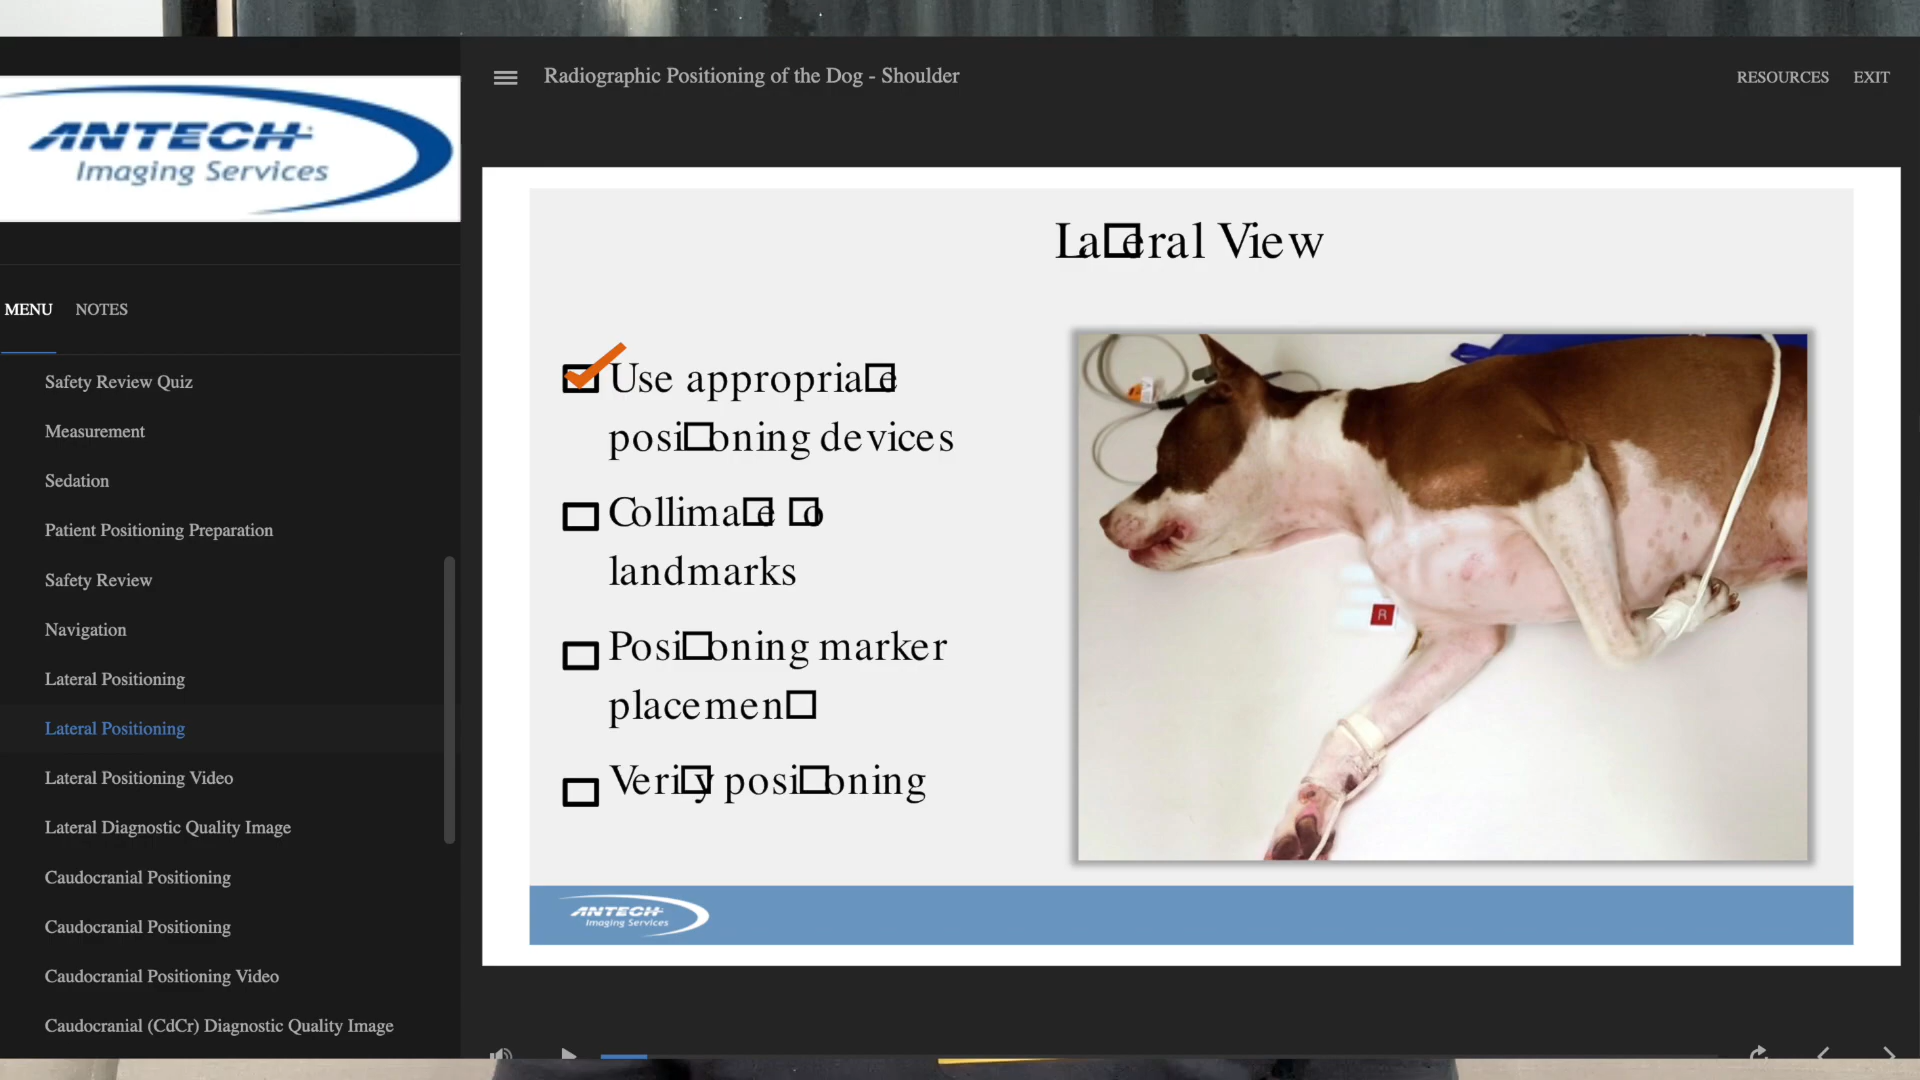 Radiographic Positioning of the Dog - Shoulder
RESOURCES EXIT
ANTECH
Imaging Services
MENU NOTES
Safety Review Quiz
Measurement
Sedation
Patient Positioning Preparation
Safety Review
Navigation
Lateral Positioning
Lateral Positioning
Lateral Positioning Video
Lateral Diagnostic Quality Image
Caudocranial Positioning
Caudocranial Positioning
Caudocranial Positioning Video
Caudocranial (CdCr) Diagnostic Quality Image
La□eral View
Use appropria□e
posi□oning devices
Collima□e □o
landmarks
Posi□oning marker
placemen□
Veri□y posi□oning
R
ANTECH
Imaging Services